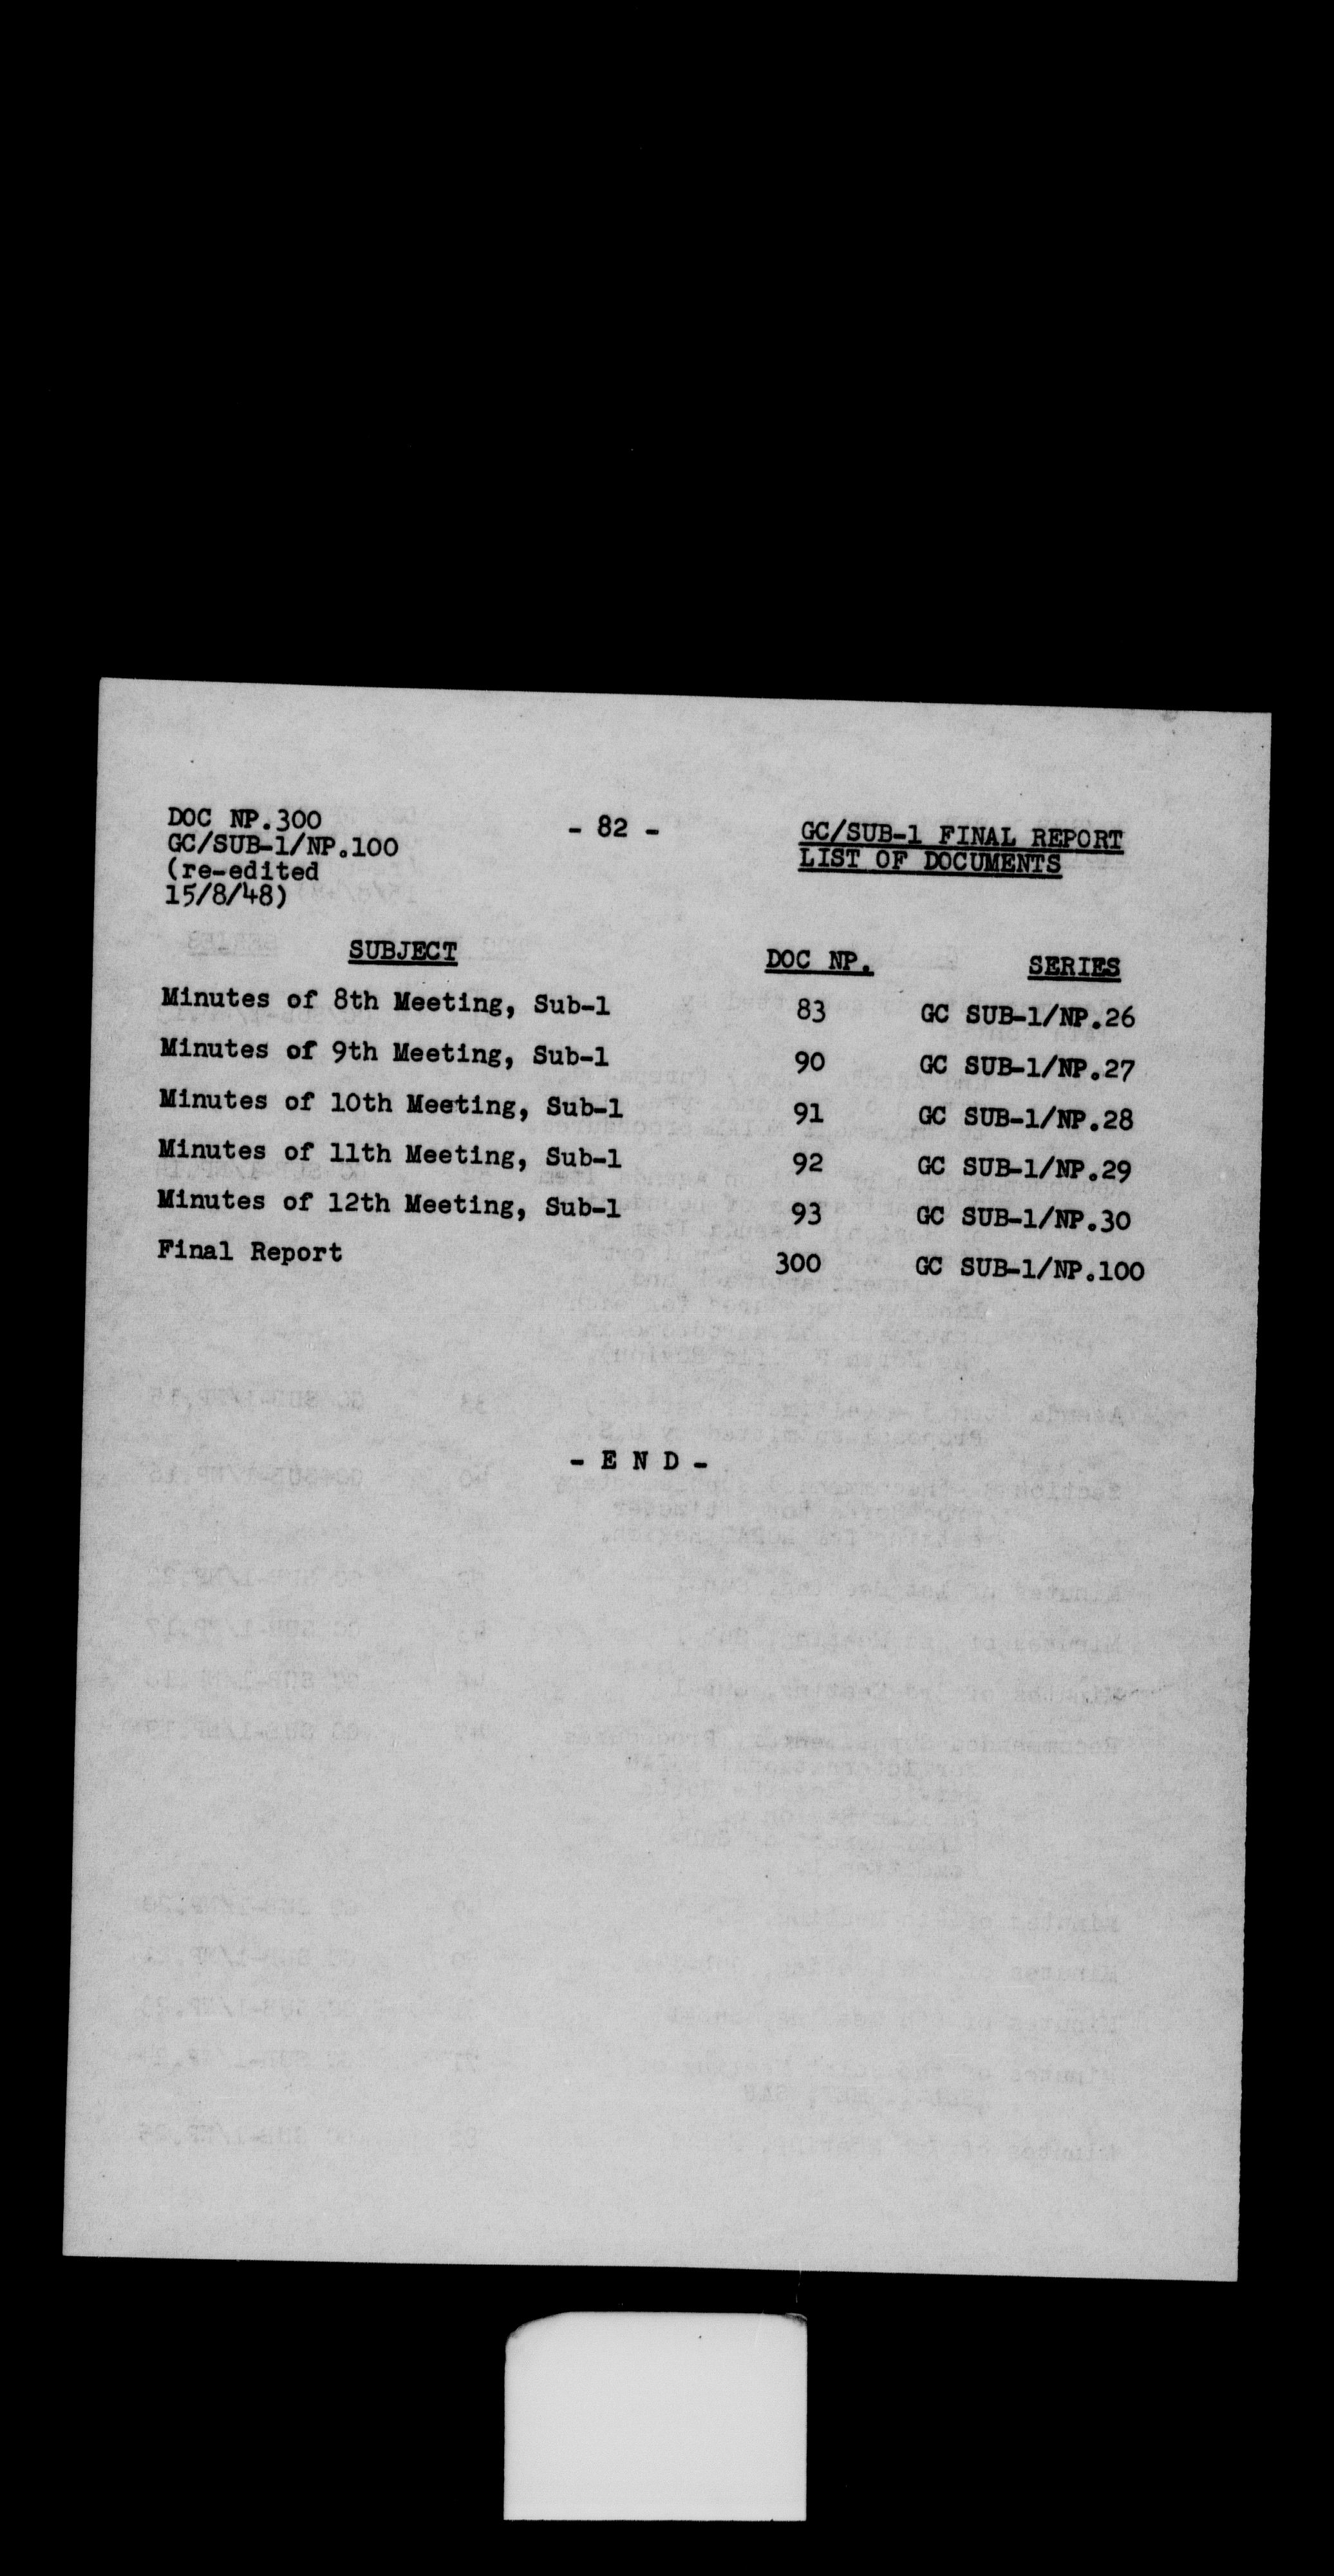 DOC NP.300
GC/SUB-1/NP.100
(re-edited
15/8/48)
- 82 -
GC/SUB-1 FINAL REPORT
LIST OF DOCUMENTS
SUBJECT DOC NP. SERIES
Minutes of 8th Meeting, Sub-1 83 GC SUB-1/NP.26
Minutes of 9th Meeting, Sub-1 90 GC SUB-1/NP.27
Minutes of 10th Meeting, Sub-1 91 GC SUB-1/NP.28
Minutes of 11th Meeting, Sub-1 92 GC SUB-1/NP.29
Minutes of 12th Meeting, Sub-1 93 GC SUB-1/NP.30
Final Report 300 GC SUB-1/NP.100
- E N D -